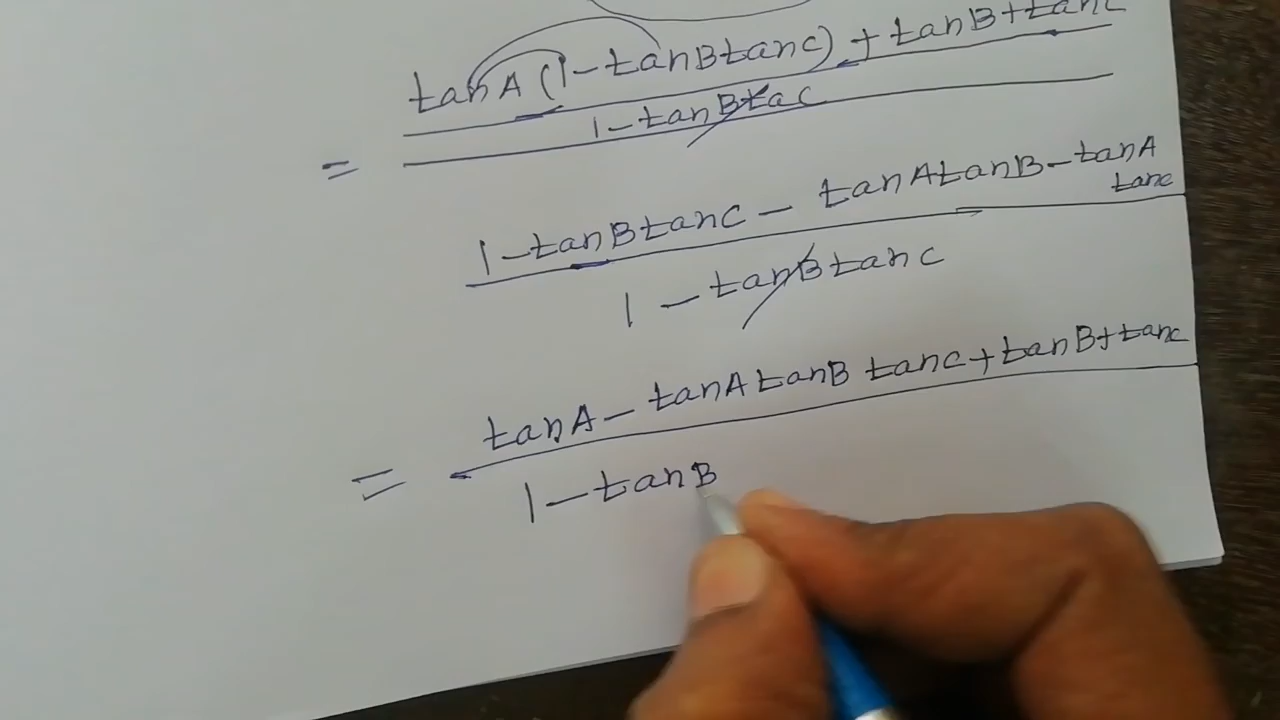 tanA (1-tanBtanC) + tanB+tanC
1-tanBtaC
=
1-tanBtanC - tanAtanB-tanA
tanC
1 - tanBtanC
tanA - tanAtanB tanC+tanB+tanC
=
1-tanB